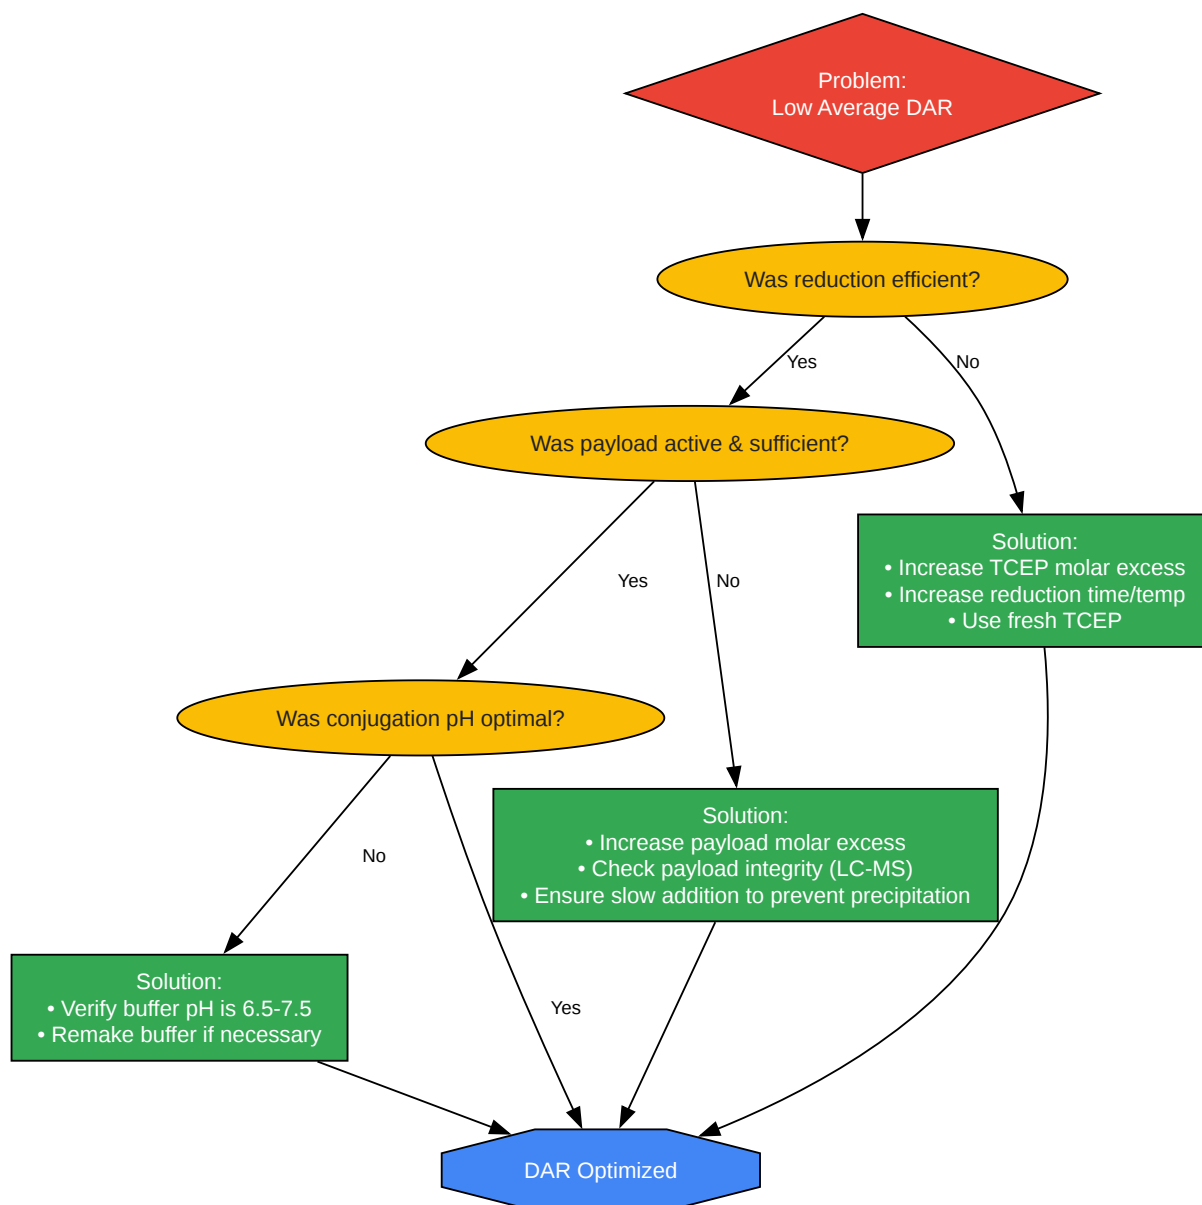 Problem:
Low Average DAR
Was reduction efficient?
Yes
No
Was payload active & sufficient?
Solution:
• Increase TCEP molar excess
• Increase reduction time/temp
• Use fresh TCEP
Yes
No
Was conjugation pH optimal?
Solution:
• Increase payload molar excess
• Check payload integrity (LC-MS)
• Ensure slow addition to prevent precipitation
No
Yes
Solution:
• Verify buffer pH is 6.5-7.5
• Remake buffer if necessary
DAR Optimized